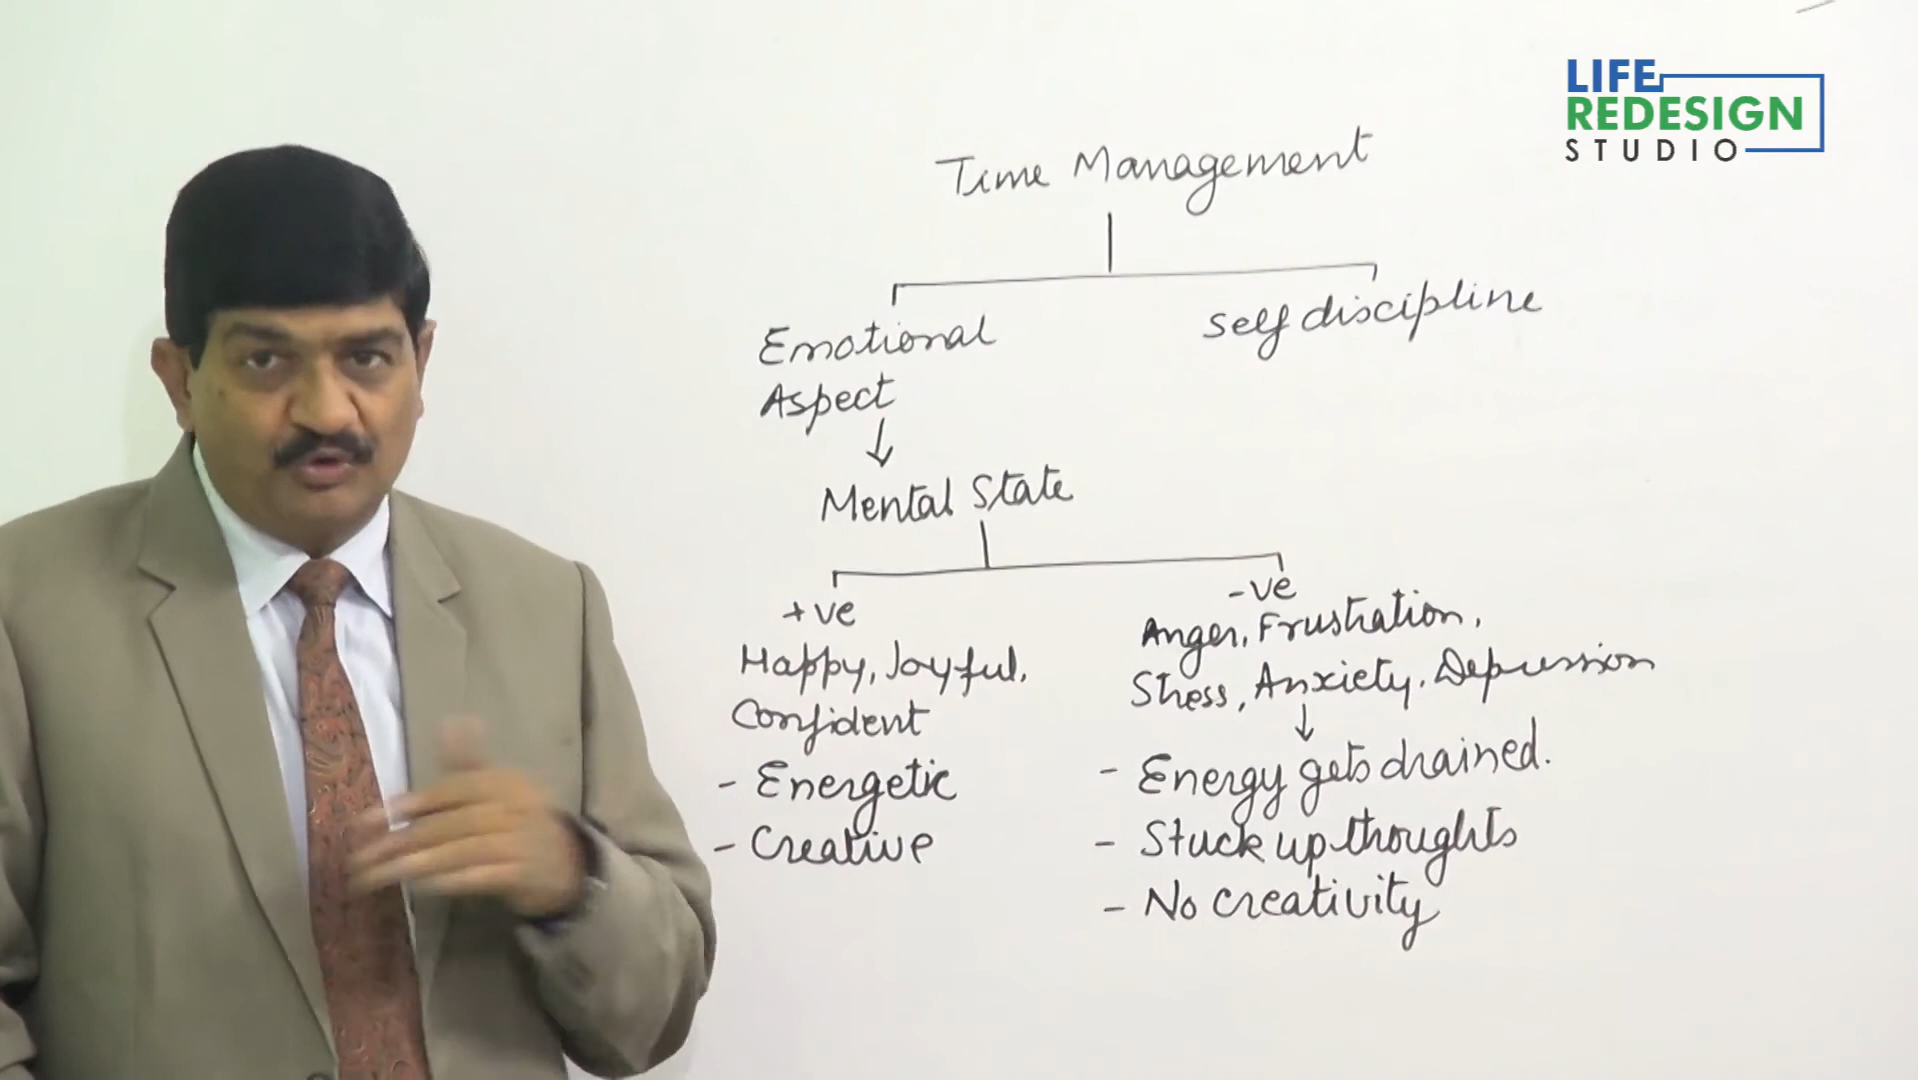 LIFE
REDESIGN
STUDIO
Time Management
Emotional
Aspect
Self discipline
Mental State
+ve
Happy, Joyful,
Confident
- Energetic
- Creative
-ve
Anger, Frustration,
Stress, Anxiety, Depression
- Energy gets drained.
- Stuck up thoughts
- No creativity